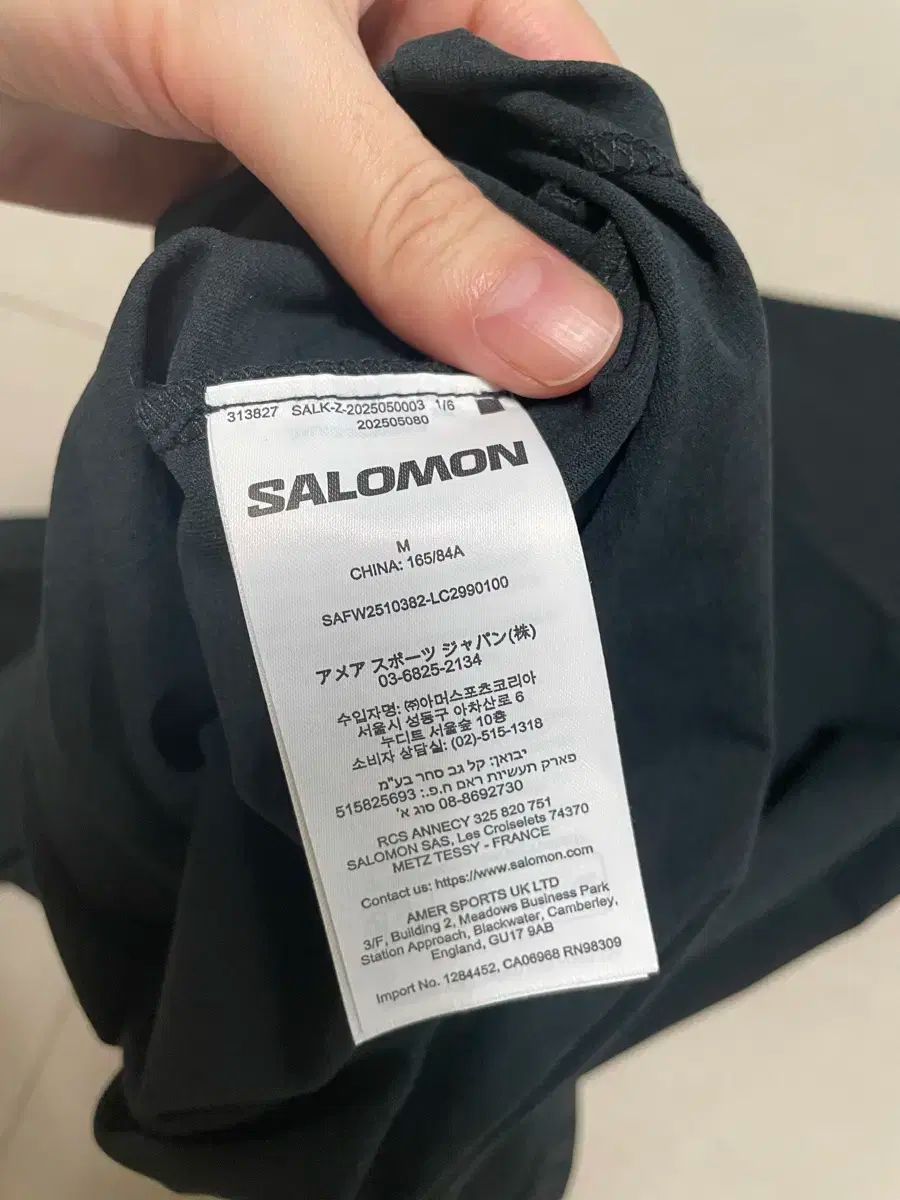 313827 SALK-Z-2025050003 1/6
202505080
SALOMON
M
CHINA: 165/84A
SAFW2510382-LC2990100
アメア スポーツ ジャパン(株)
03-6825-2134
수입자명: ㈜아머스포츠코리아
서울시 성동구 아차산로 6
누디트 서울숲 10층
소비자 상담실: (02)-515-1318
יבואן: קל גב סחר בע"מ
פארק תעשיות ראם ח.פ.:
515825693 סוג א' 08-8692730
RCS ANNECY 325 820 751
SALOMON SAS, Les Croiselets 74370
METZ TESSY - FRANCE
Contact us: https://www.salomon.com
AMER SPORTS UK LTD
3/F, Building 2, Meadows Business Park
Station Approach, Blackwater, Camberley,
England, GU17 9AB
Import No. 1284452, CA06968 RN98309